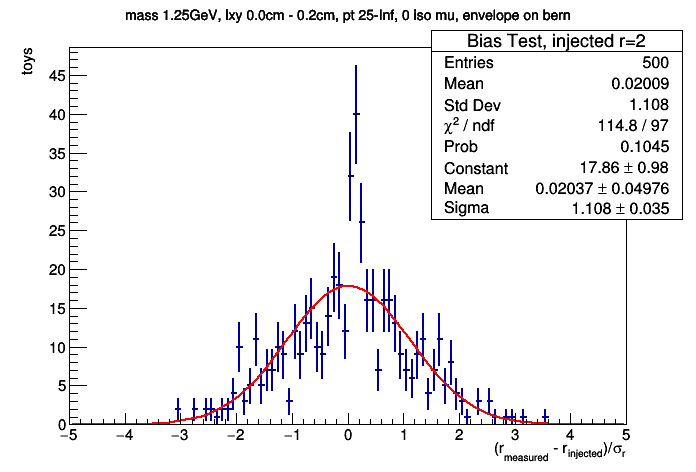 mass 1.25GeV, lxy 0.0cm - 0.2cm, pt 25-Inf, 0 Iso mu, envelope on bern
toys
Bias Test, injected r=2
Entries 500
Mean 0.02009
Std Dev 1.108
χ² / ndf 114.8 / 97
Prob 0.1045
Constant 17.86 ± 0.98
Mean 0.02037 ± 0.04976
Sigma 1.108 ± 0.035
45
40
35
30
25
20
15
10
5
0
−5 −4 −3 −2 −1 0 1 2 3 4 5
(r_measured - r_injected)/σ_r